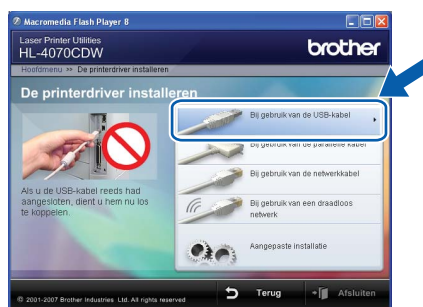 Macromedia Flash Player 8
Laser Printer Utilities
HL-4070CDW
brother
Hoofdmenu >> De printerdriver installeren
De printerdriver installeren
Bij gebruik van de USB-kabel
Bij gebruik van de parallelle kabel
Bij gebruik van de netwerkkabel
Bij gebruik van een draadloos
netwerk
Aangepaste installatie
Als u de USB-kabel reeds had
aangesloten, dient u hem nu los
te koppelen.
© 2001-2007 Brother Industries Ltd. All rights reserved
Terug
Afsluiten